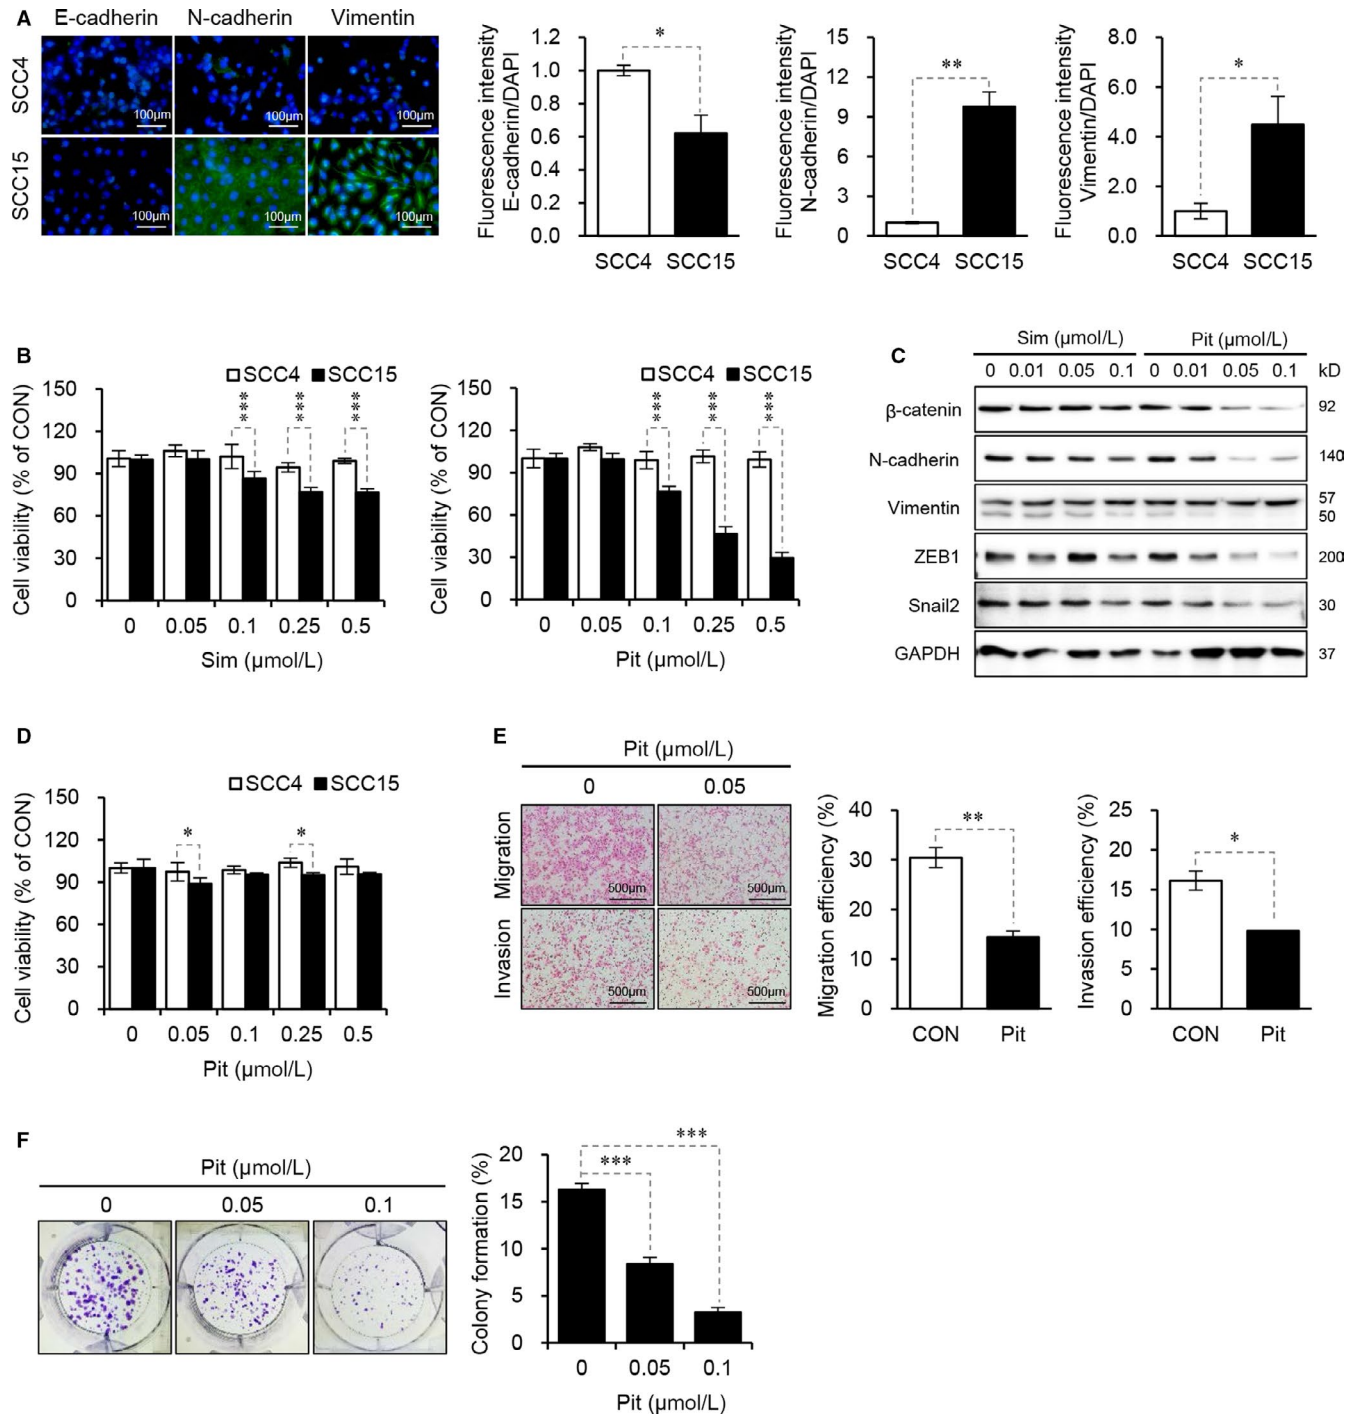 A
E-cadherin N-cadherin Vimentin
SCC4
100μm 100μm 100μm
SCC15
100μm 100μm 100μm
Fluorescence intensity
E-cadherin/DAPI
1.2
1.0
0.8
0.6
0.4
0.2
0.0
*
SCC4 SCC15
Fluorescence intensity
N-cadherin/DAPI
15
12
9
6
3
0
**
SCC4 SCC15
Fluorescence intensity
Vimentin/DAPI
8.0
6.0
4.0
2.0
0.0
*
SCC4 SCC15
B
SCC4 SCC15
Cell viability (% of CON)
150
120
90
60
30
0
*** *** ***
0 0.05 0.1 0.25 0.5
Sim (μmol/L)
SCC4 SCC15
Cell viability (% of CON)
150
120
90
60
30
0
*** *** ***
0 0.05 0.1 0.25 0.5
Pit (μmol/L)
C
Sim (μmol/L) Pit (μmol/L)
0 0.01 0.05 0.1 0 0.01 0.05 0.1 kD
β-catenin 92
N-cadherin 140
Vimentin 57
50
ZEB1 200
Snail2 30
GAPDH 37
D
SCC4 SCC15
Cell viability (% of CON)
150
120
90
60
30
0
* *
0 0.05 0.1 0.25 0.5
Pit (μmol/L)
E
Pit (μmol/L)
0 0.05
Migration
500μm 500μm
Invasion
500μm 500μm
Migration efficiency (%)
40
30
20
10
0
**
CON Pit
Invasion efficiency (%)
25
20
15
10
5
0
*
CON Pit
F
Pit (μmol/L)
0 0.05 0.1
Colony formation (%)
20
15
10
5
0
***
***
0 0.05 0.1
Pit (μmol/L)